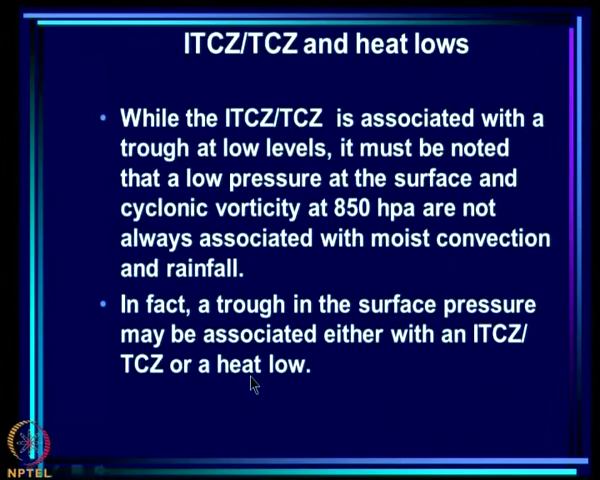 ITCZ/TCZ and heat lows
• While the ITCZ/TCZ is associated with a
trough at low levels, it must be noted
that a low pressure at the surface and
cyclonic vorticity at 850 hpa are not
always associated with moist convection
and rainfall.
• In fact, a trough in the surface pressure
may be associated either with an ITCZ/
TCZ or a heat low.
NPTEL